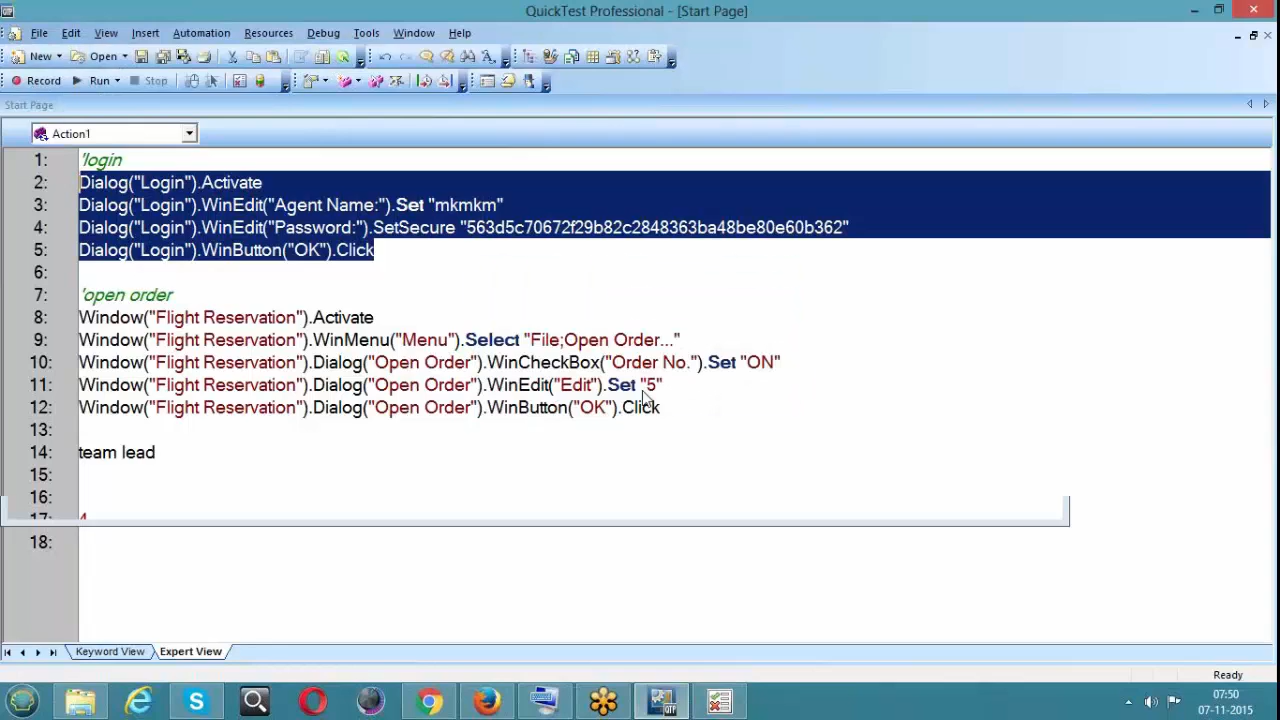 QuickTest Professional - [Start Page]
File Edit View Insert Automation Resources Debug Tools Window Help
New Open
Record Run Stop
Start Page
Action1
1: 'login
2: Dialog("Login").Activate
3: Dialog("Login").WinEdit("Agent Name:").Set "mkmkm"
4: Dialog("Login").WinEdit("Password:").SetSecure "563d5c70672f29b82c2848363ba48be80e60b362"
5: Dialog("Login").WinButton("OK").Click
6:
7: 'open order
8: Window("Flight Reservation").Activate
9: Window("Flight Reservation").WinMenu("Menu").Select "File;Open Order..."
10: Window("Flight Reservation").Dialog("Open Order").WinCheckBox("Order No.").Set "ON"
11: Window("Flight Reservation").Dialog("Open Order").WinEdit("Edit").Set "5"
12: Window("Flight Reservation").Dialog("Open Order").WinButton("OK").Click
13:
14: team lead
15:
16:
17: 4
18:
Keyword View Expert View
Ready
QTP
07:50
07-11-2015